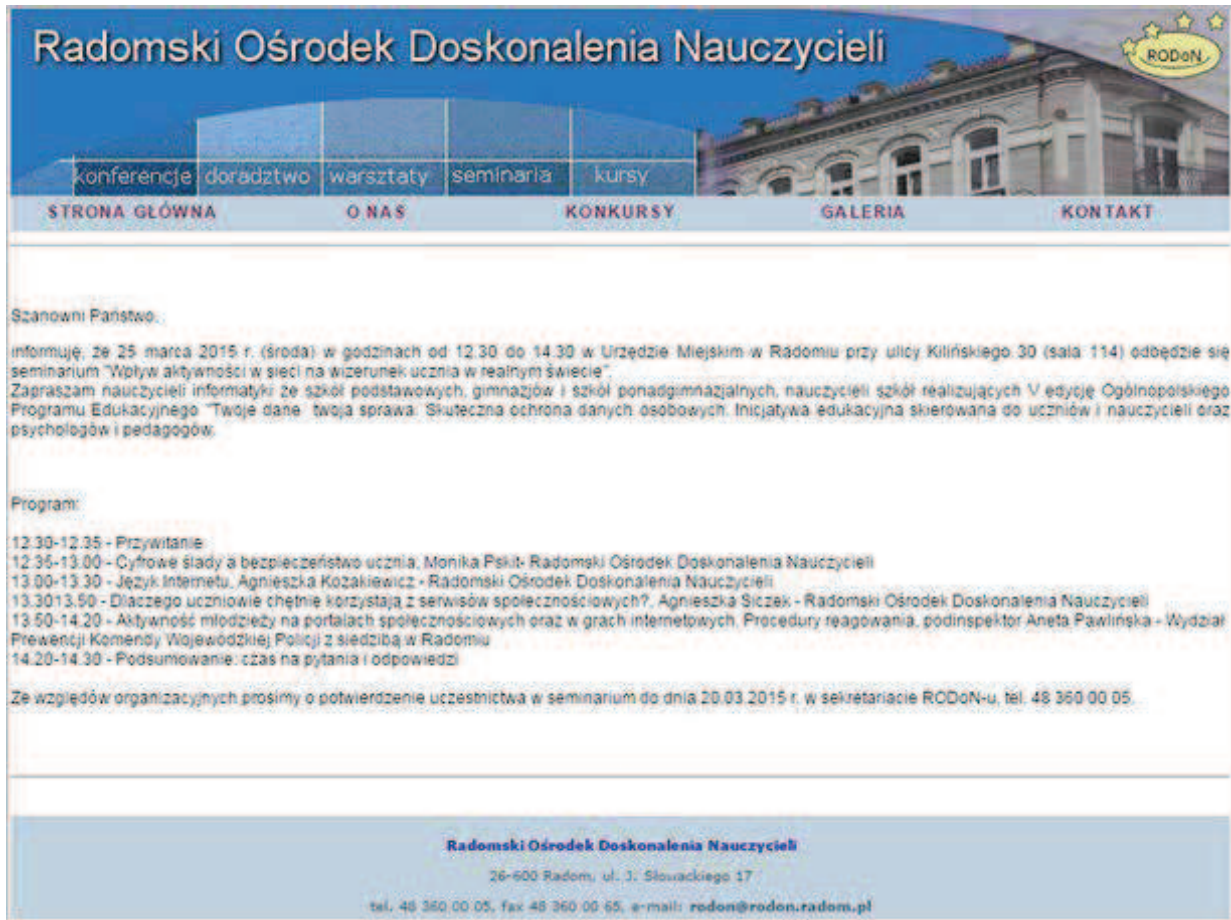 Radomski Ośrodek Doskonalenia Nauczycieli
RODoN
konferencje doradztwo warsztaty seminaria kursy
STRONA GŁÓWNA O NAS KONKURSY GALERIA KONTAKT
Szanowni Państwo,
informuję, że 25 marca 2015 r. (środa) w godzinach od 12.30 do 14.30 w Urzędzie Miejskim w Radomiu przy ulicy Kilińskiego 30 (sala 114) odbędzie się
seminarium "Wpływ aktywności w sieci na wizerunek ucznia w realnym świecie".
Zapraszam nauczycieli informatyki ze szkół podstawowych, gimnazjów i szkół ponadgimnazjalnych, nauczycieli szkół realizujących V edycję Ogólnopolskiego
Programu Edukacyjnego "Twoje dane twoja sprawa. Skuteczna ochrona danych osobowych. Inicjatywa edukacyjna skierowana do uczniów i nauczycieli oraz
psychologów i pedagogów.
Program:
12.30-12.35 - Przywitanie
12.35-13.00 - Cyfrowe ślady a bezpieczeństwo ucznia, Monika Pskit- Radomski Ośrodek Doskonalenia Nauczycieli
13.00-13.30 - Język Internetu, Agnieszka Kozakiewicz - Radomski Ośrodek Doskonalenia Nauczycieli
13.3013.50 - Dlaczego uczniowie chętnie korzystają z serwisów społecznościowych?, Agnieszka Siczek - Radomski Ośrodek Doskonalenia Nauczycieli
13.50-14.20 - Aktywność młodzieży na portalach społecznościowych oraz w grach internetowych. Procedury reagowania, podinspektor Aneta Pawlińska - Wydział
Prewencji Komendy Wojewódzkiej Policji z siedzibą w Radomiu
14.20-14.30 - Podsumowanie: czas na pytania i odpowiedzi
Ze względów organizacyjnych prosimy o potwierdzenie uczestnictwa w seminarium do dnia 20.03.2015 r. w sekretariacie RODoN-u, tel. 48 360 00 05.
Radomski Ośrodek Doskonalenia Nauczycieli
26-600 Radom, ul. J. Słowackiego 17
tel. 48 360 00 05, fax 48 360 00 65, e-mail: rodon@rodon.radom.pl